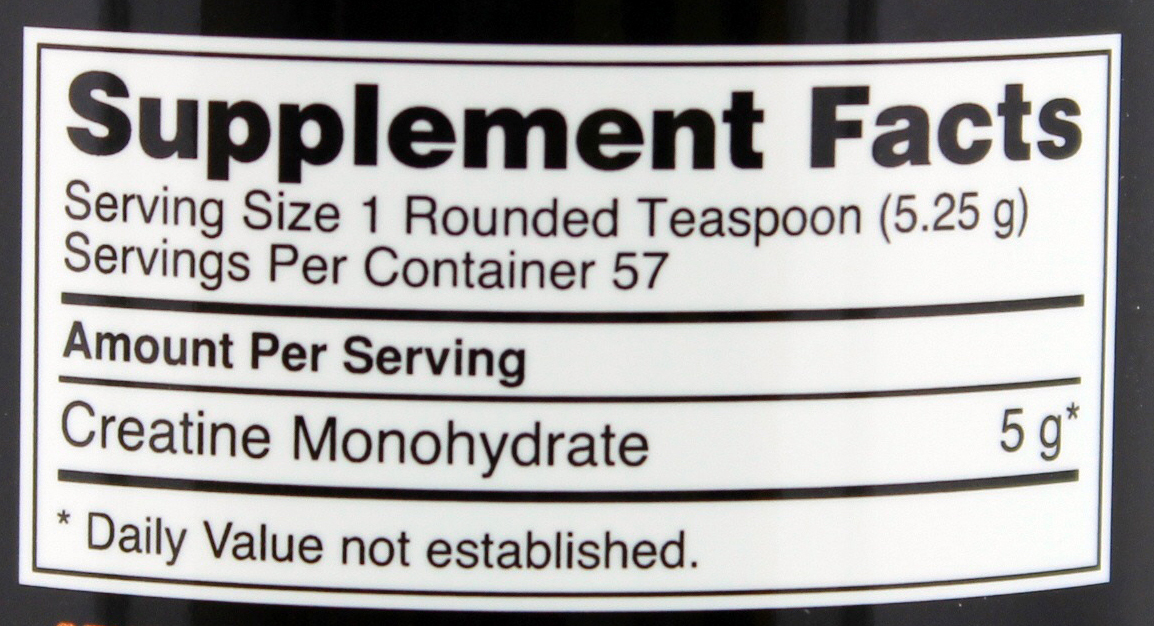 Supplement Facts
Serving Size 1 Rounded Teaspoon (5.25 g)
Servings Per Container 57
Amount Per Serving
Creatine Monohydrate 5 g*
* Daily Value not established.